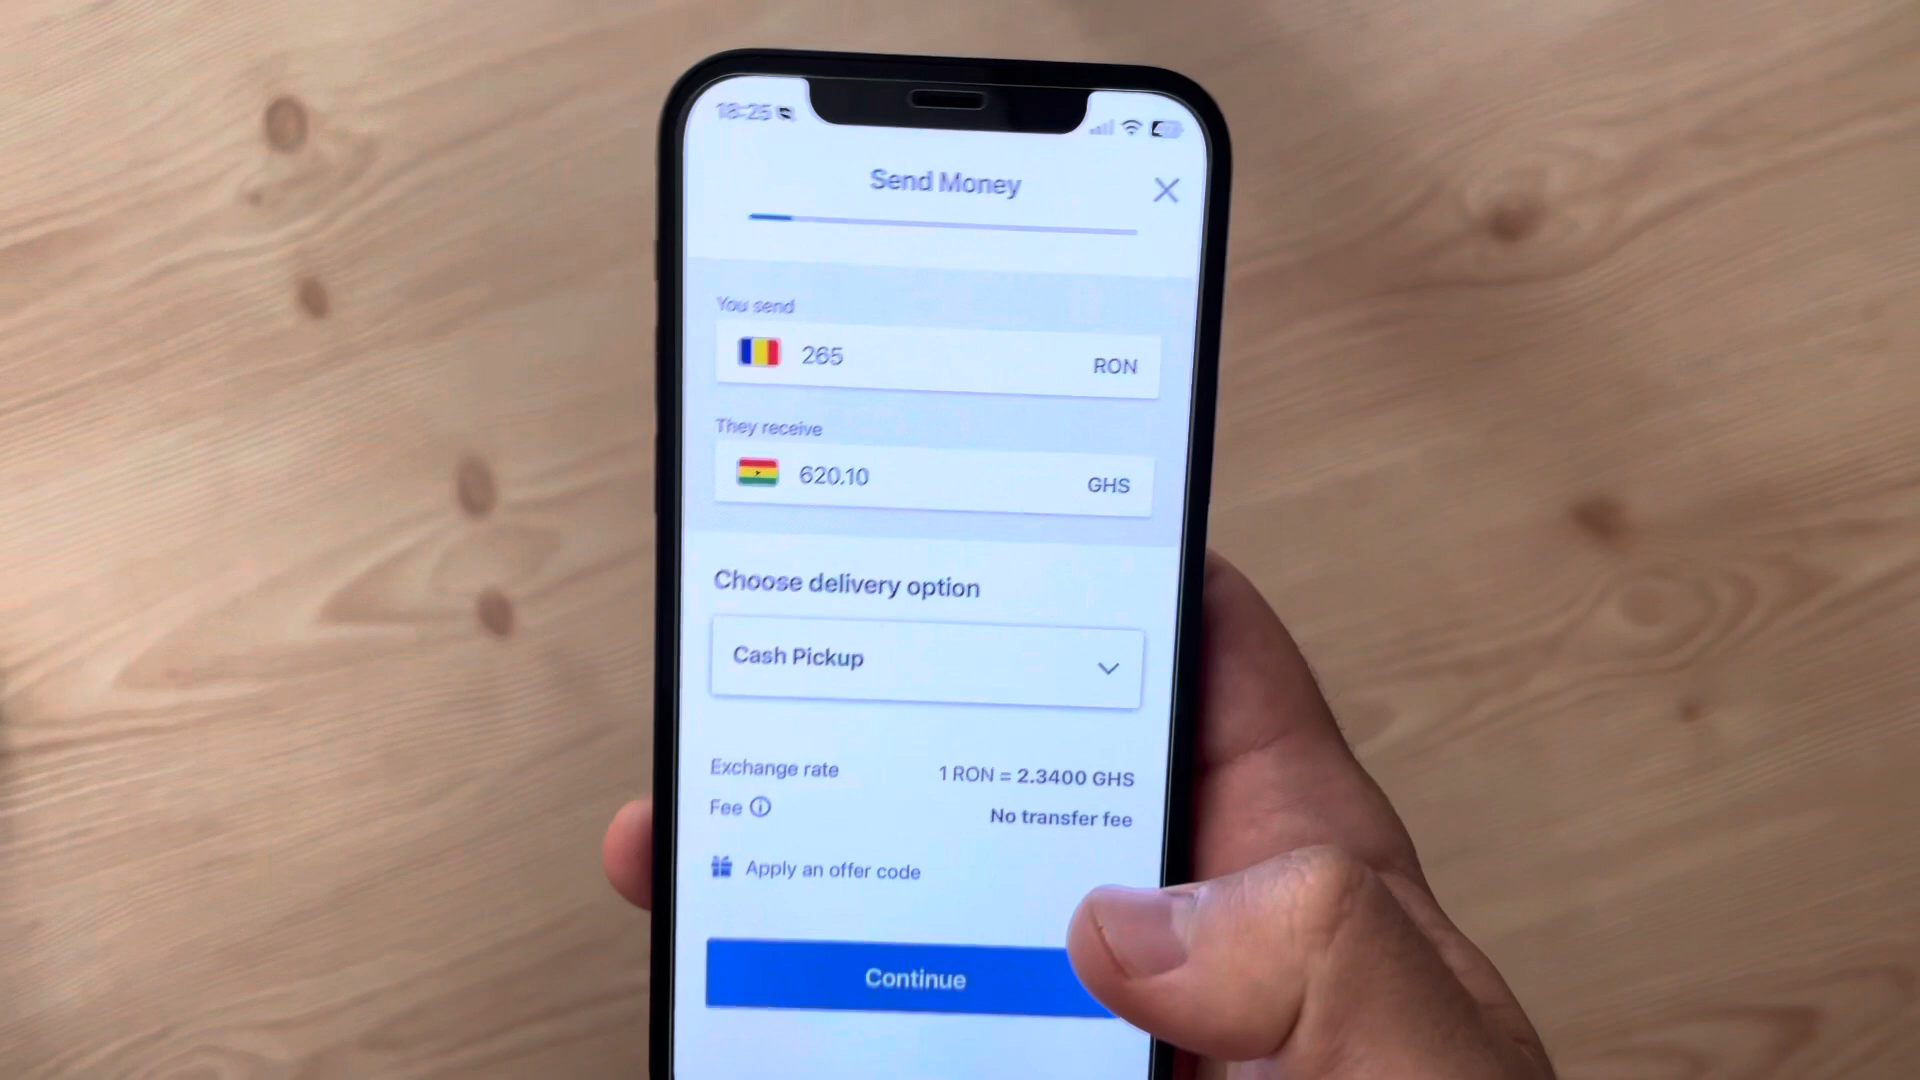 18:25
Send Money
You send
265 RON
They receive
620.10 GHS
Choose delivery option
Cash Pickup
Exchange rate 1 RON = 2.3400 GHS
Fee No transfer fee
Apply an offer code
Continue